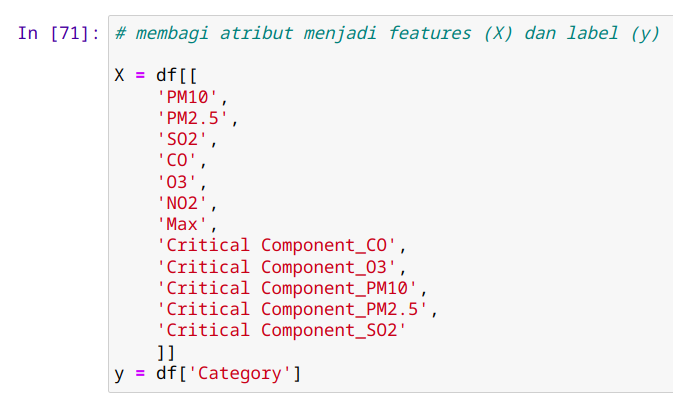 In [71]: # membagi atribut menjadi features (X) dan label (y)
X = df[[
'PM10',
'PM2.5',
'SO2',
'CO',
'O3',
'NO2',
'Max',
'Critical Component_CO',
'Critical Component_O3',
'Critical Component_PM10',
'Critical Component_PM2.5',
'Critical Component_SO2'
]]
y = df['Category']